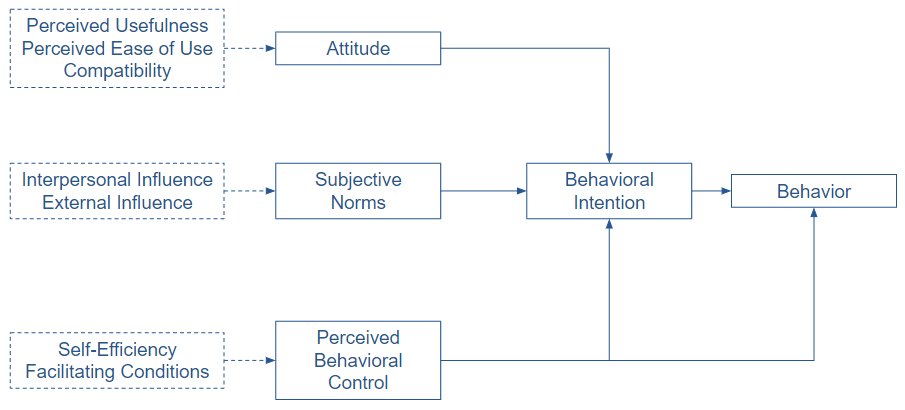 Perceived Usefulness
Perceived Ease of Use
Compatibility
Attitude
Interpersonal Influence
External Influence
Subjective
Norms
Behavioral
Intention
Behavior
Self-Efficiency
Facilitating Conditions
Perceived
Behavioral
Control